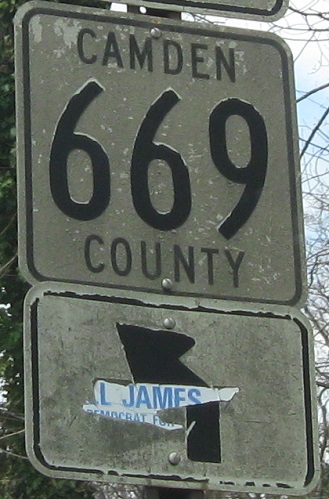 CAMDEN
669
COUNTY
L JAMES
DEMOCRAT FOR